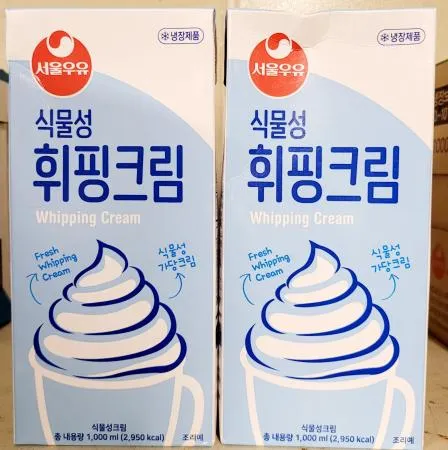 서울우유
냉장제품
식물성
휘핑크림
Whipping Cream
Fresh
Whipping
Cream
식물성
가당크림
식물성크림
총 내용량 1,000 ml (2,950 kcal)
조리예
서울우유
냉장제품
식물성
휘핑크림
Whipping Cream
Fresh
Whipping
Cream
식물성
가당크림
식물성크림
총 내용량 1,000 ml (2,950 kcal)
조리예